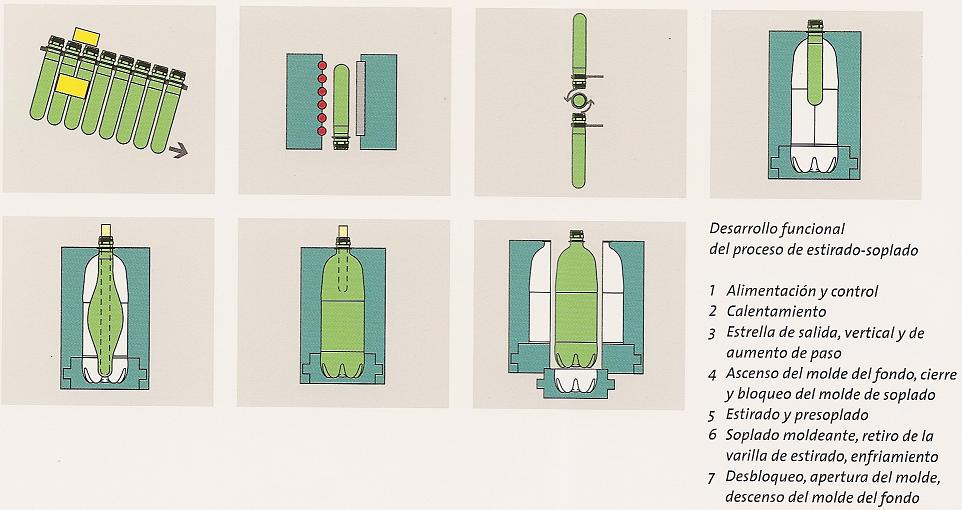 Desarrollo funcional
del proceso de estirado-soplado
1 Alimentación y control
2 Calentamiento
3 Estrella de salida, vertical y de
aumento de paso
4 Ascenso del molde del fondo, cierre
y bloqueo del molde de soplado
5 Estirado y presoplado
6 Soplado moldeante, retiro de la
varilla de estirado, enfriamiento
7 Desbloqueo, apertura del molde,
descenso del molde del fondo